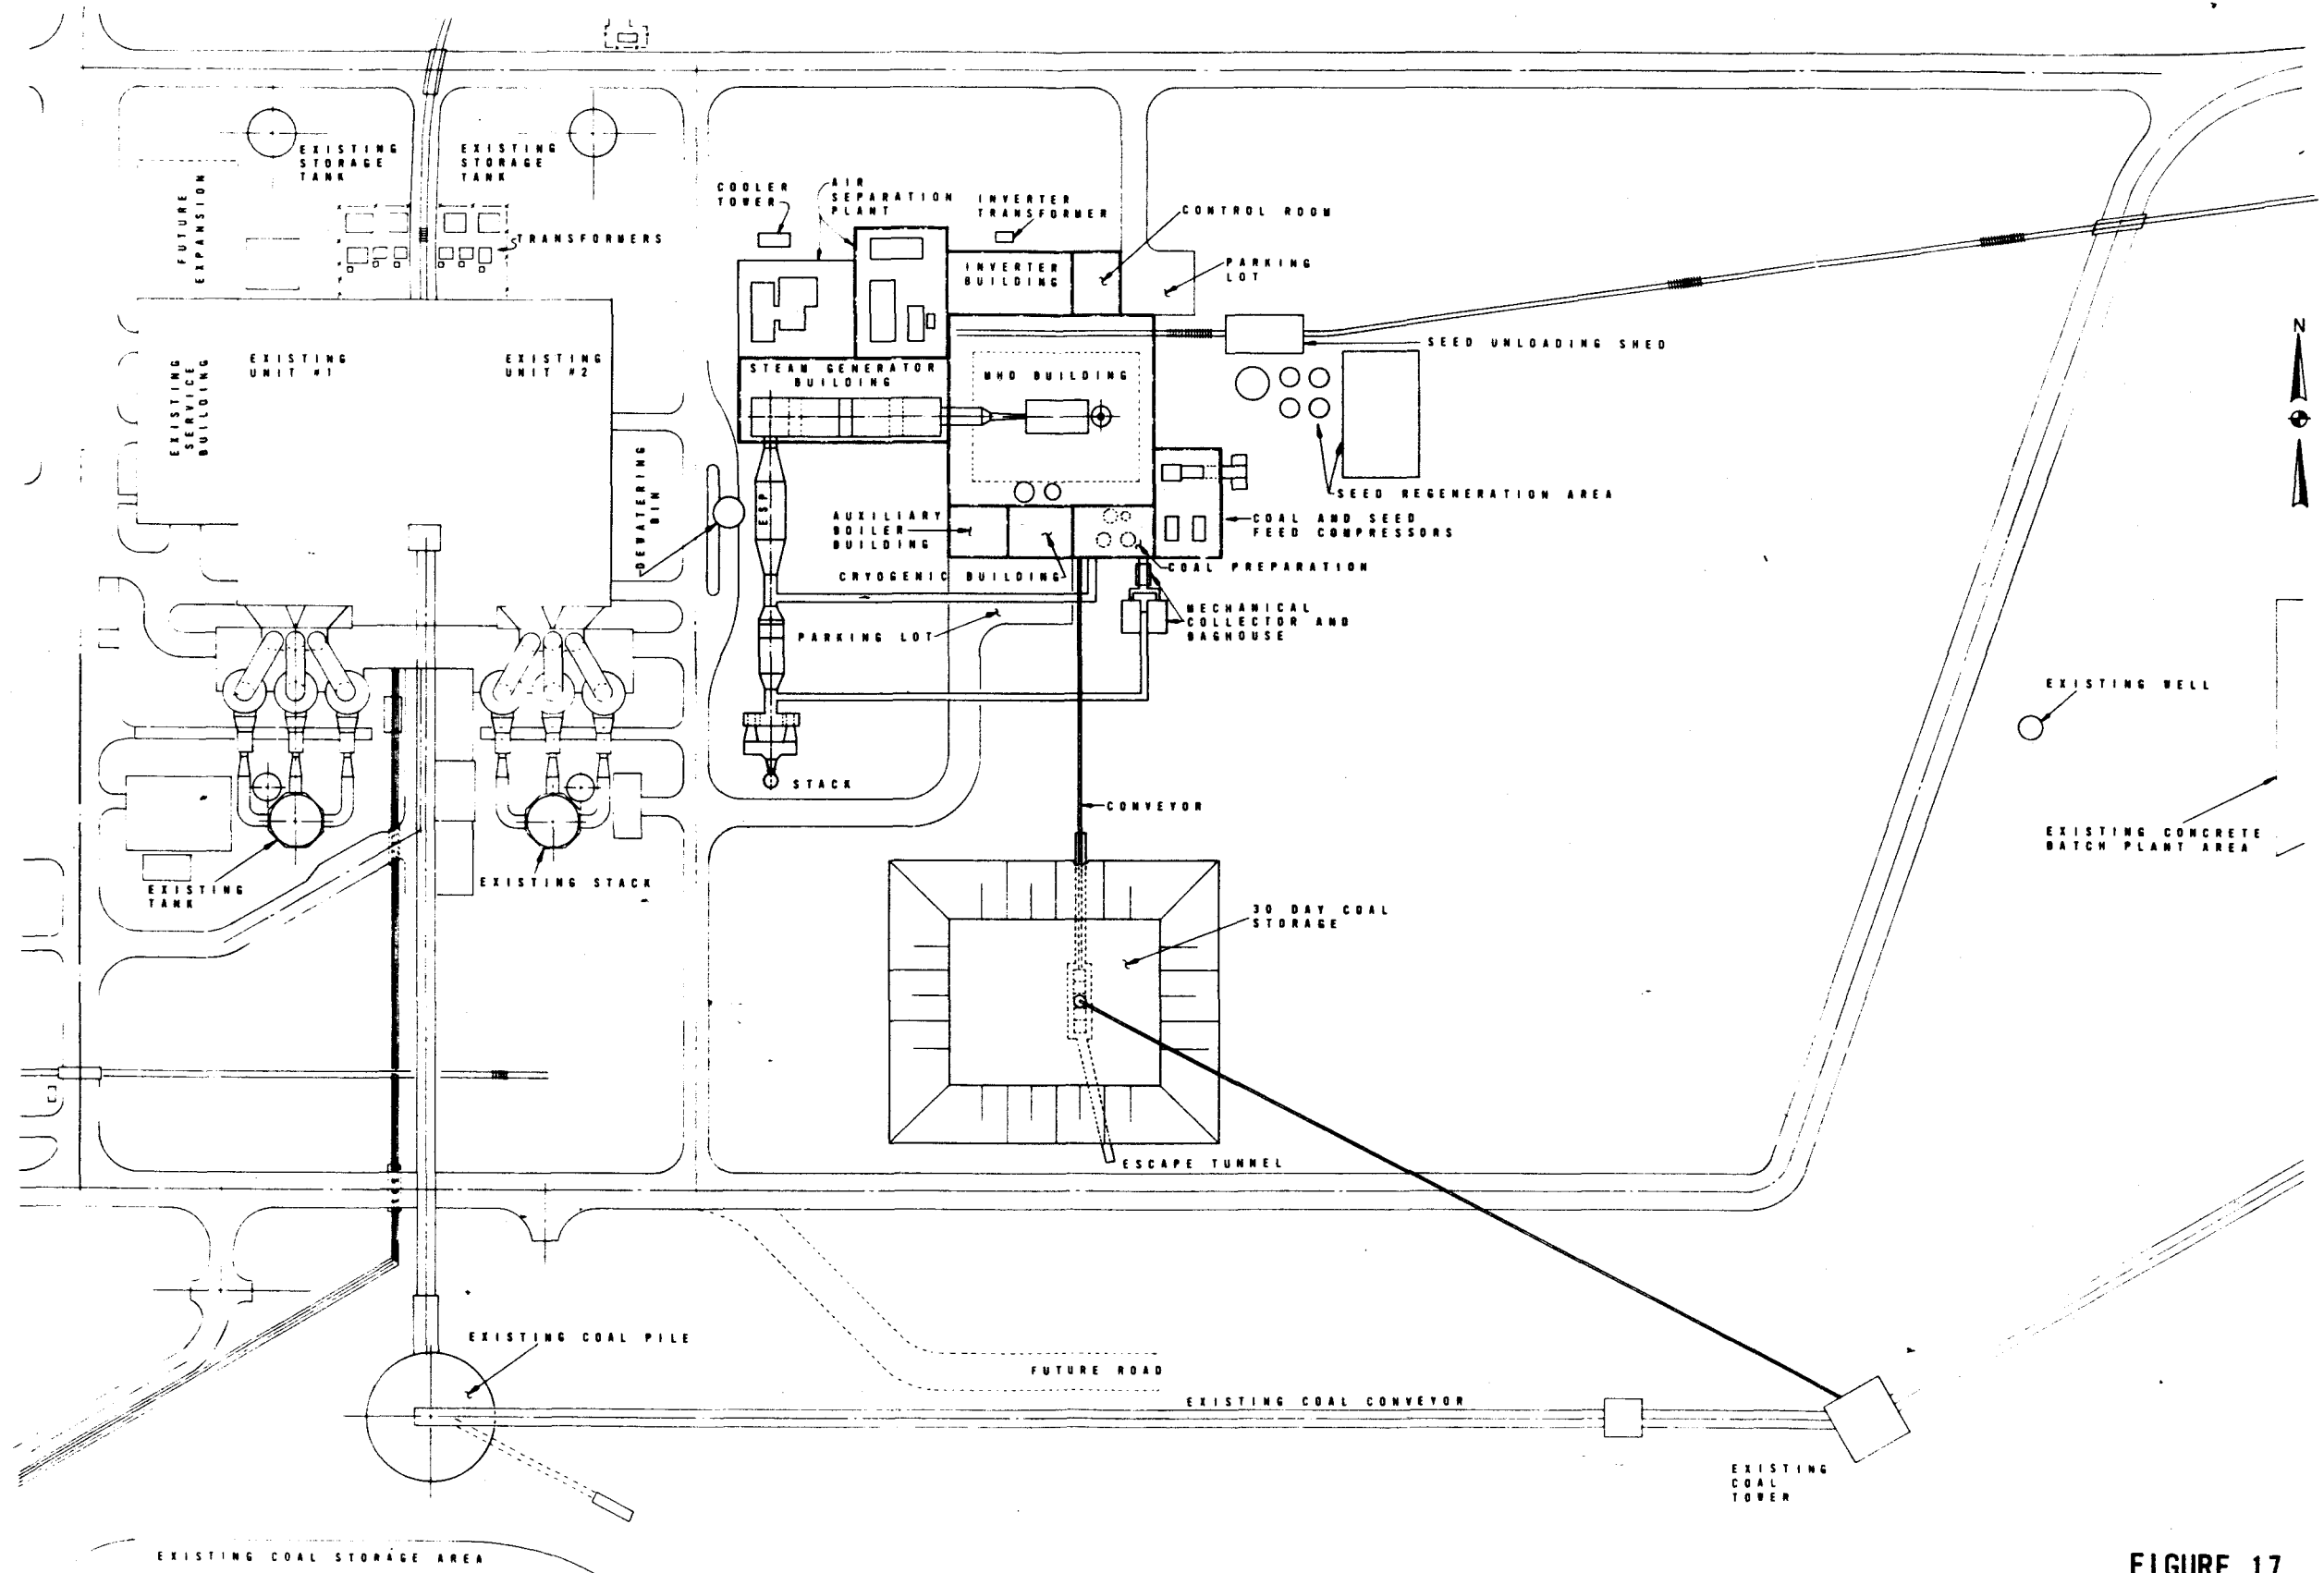 EXISTING
STORAGE
TANK
EXISTING
STORAGE
TANK
FUTURE
EXPANSION
TRANSFORMERS
COOLER
TOWER
AIR
SEPARATION
PLANT
INVERTER
TRANSFORMER
CONTROL ROOM
INVERTER
BUILDING
PARKING
LOT
N
EXISTING
SERVICE
BUILDING
EXISTING
UNIT #1
EXISTING
UNIT #2
STEAM GENERATOR
BUILDING
MHD BUILDING
SEED UNLOADING SHED
SEED REGENERATION AREA
DEWATERING
BIN
ESP
AUXILIARY
BOILER
BUILDING
COAL AND SEED
FEED COMPRESSORS
CRYOGENIC BUILDING
COAL PREPARATION
PARKING LOT
MECHANICAL
COLLECTOR AND
BAGHOUSE
EXISTING WELL
STACK
CONVEYOR
EXISTING CONCRETE
BATCH PLANT AREA
EXISTING
TANK
EXISTING STACK
30 DAY COAL
STORAGE
ESCAPE TUNNEL
EXISTING COAL PILE
FUTURE ROAD
EXISTING COAL CONVEYOR
EXISTING
COAL
TOWER
EXISTING COAL STORAGE AREA
FIGURE 17